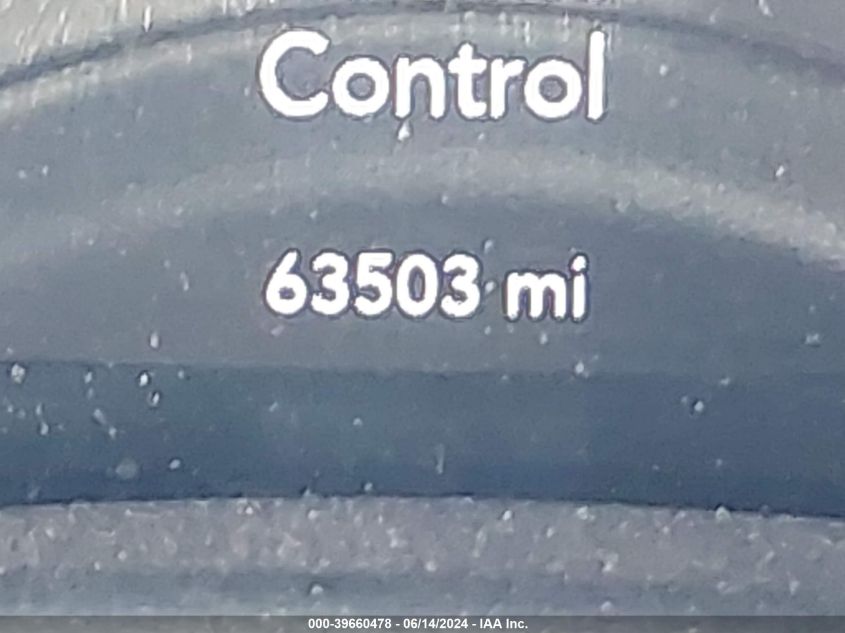 Control
63503 mi
000-39660478 - 06/14/2024 - IAA Inc.